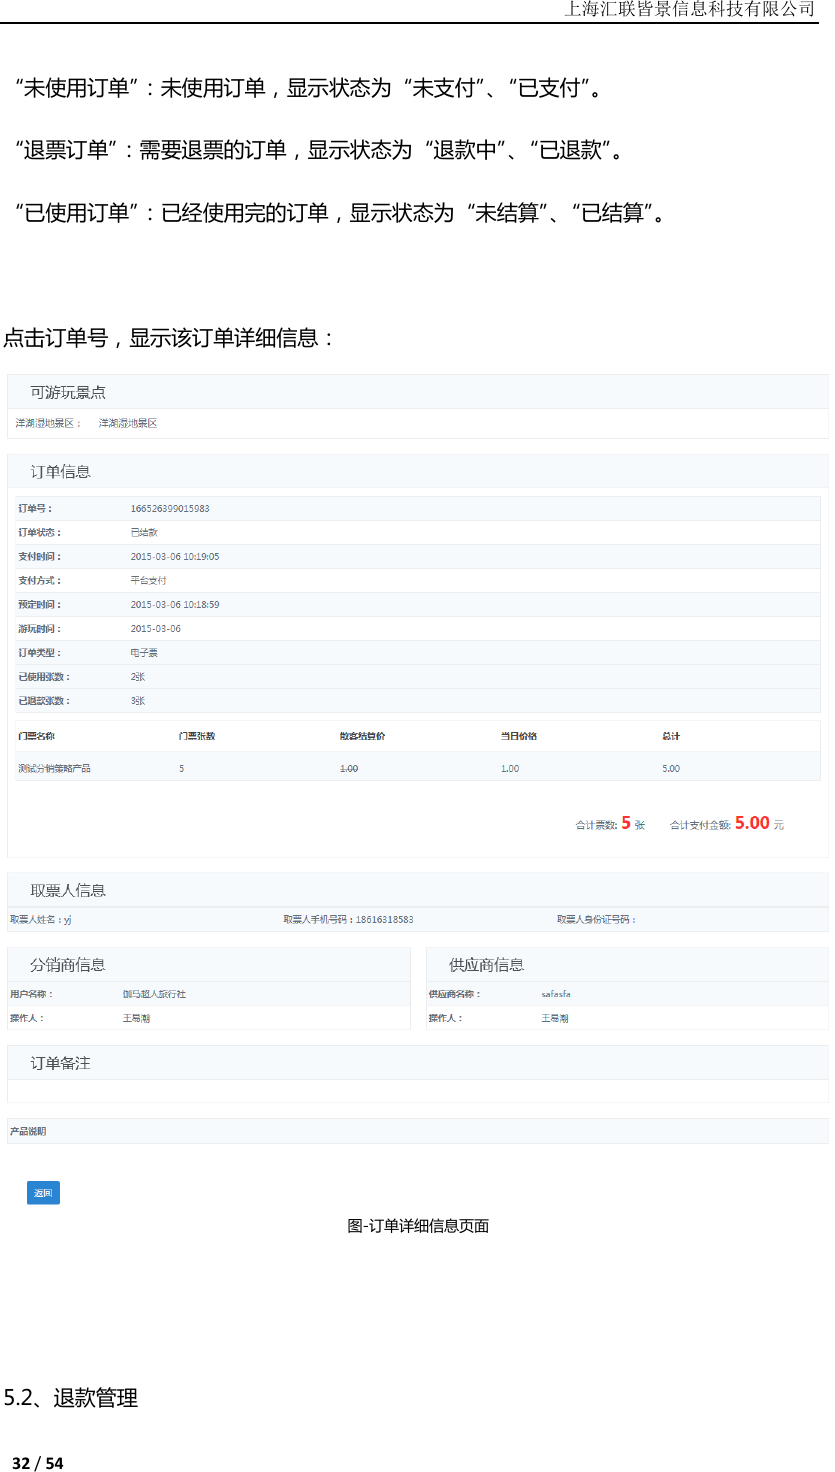 上海汇联皆景信息科技有限公司
“未使用订单”：未使用订单，显示状态为“未支付”、“已支付”。
“退票订单”：需要退票的订单，显示状态为“退款中”、“已退款”。
“已使用订单”：已经使用完的订单，显示状态为“未结算”、“已结算”。
点击订单号，显示该订单详细信息：
可游玩景点
洋湖湿地景区： 洋湖湿地景区
订单信息
订单号： 166526399015983
订单状态： 已结款
支付时间： 2015-03-06 10:19:05
支付方式： 平台支付
预定时间： 2015-03-06 10:18:59
游玩时间： 2015-03-06
订单类型： 电子票
已使用张数： 2张
已退款张数： 3张
门票名称 门票张数 散客结算价 当日价格 总计
测试分销策略产品 5 1.00 1.00 5.00
合计票数: 5 张 合计支付金额: 5.00 元
取票人信息
取票人姓名：yj 取票人手机号码：18616318583 取票人身份证号码：
分销商信息 供应商信息
用户名称： 伽马超人旅行社 供应商名称： safasfa
操作人： 王易瀚 操作人： 王易瀚
订单备注
产品说明
返回
图-订单详细信息页面
5.2、退款管理
32 / 54